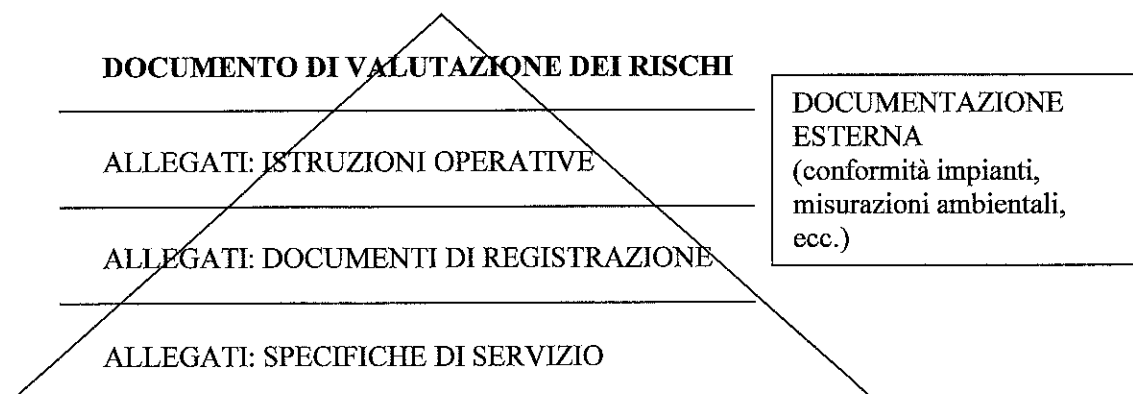 DOCUMENTO DI VALUTAZIONE DEI RISCHI
ALLEGATI: ISTRUZIONI OPERATIVE
ALLEGATI: DOCUMENTI DI REGISTRAZIONE
ALLEGATI: SPECIFICHE DI SERVIZIO
DOCUMENTAZIONE
ESTERNA
(conformità impianti,
misurazioni ambientali,
ecc.)